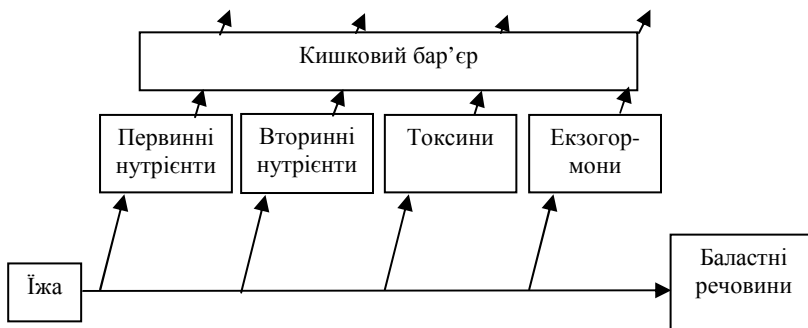 Кишковий бар’єр
Первинні
нутрієнти
Вторинні
нутрієнти
Токсини
Екзогор-
мони
Їжа
Баластні
речовини